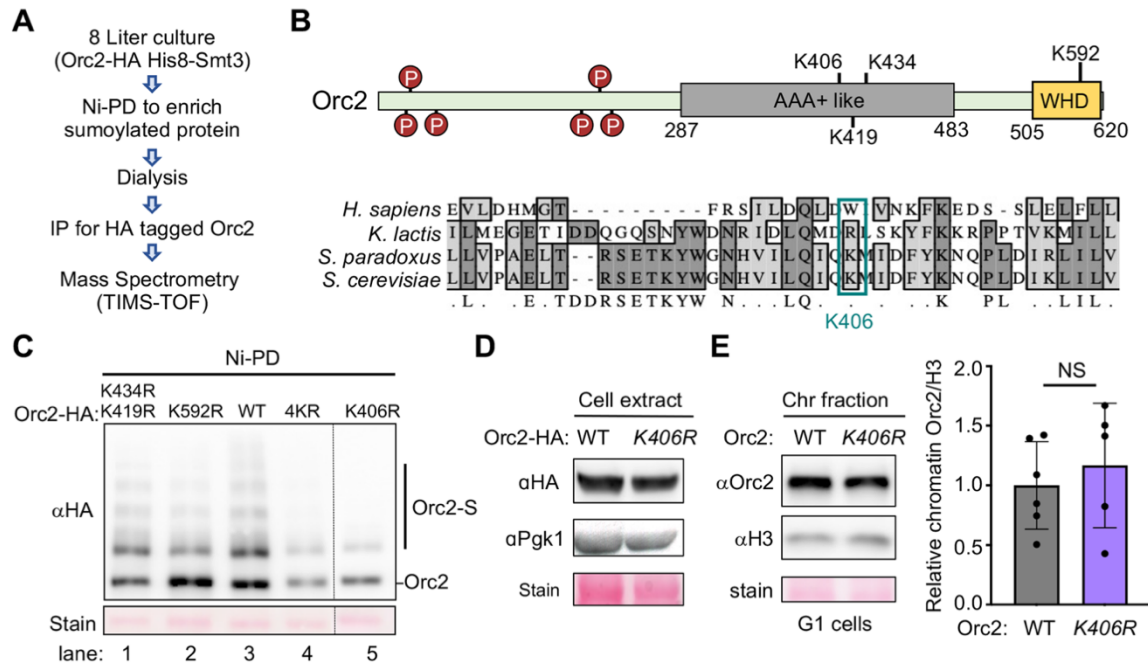 A
8 Liter culture
(Orc2-HA His8-Smt3)
Ni-PD to enrich
sumoylated protein
Dialysis
IP for HA tagged Orc2
Mass Spectrometry
(TIMS-TOF)
B
K592
K406 K434
P P
Orc2 AAA+ like WHD
P P P P
287 K419 483 505 620
H. sapiens E V L D H M G T - - - - - - - - F R S I L D Q L D W I V N K F K E D S - S L E L F I L L
K. lactis I L M E G E T I D D Q G Q S N Y W D N R I D L Q M D R L S K Y F K K R P P T V K M I L L
S. paradoxus L L V P A E L T - - R S E T K Y W G N H V I L Q I Q K M I D F Y K N Q P L D I R L I L V
S. cerevisiae L L V P A E L T - - R S E T K Y W D N H V I L Q I Q K M I D F Y K N Q P L D I K L I L V
. L . . E . T D D R S E T K Y W N . . . L Q . . . . . . K P L . . L I L .
K406
C
Ni-PD
K434R
Orc2-HA: K419R K592R WT 4KR K406R
αHA
Orc2-S
Orc2
Stain
lane: 1 2 3 4 5
D
Cell extract
Orc2-HA: WT K406R
αHA
αPgk1
Stain
E
Chr fraction
Orc2: WT K406R
αOrc2
αH3
stain
G1 cells
Relative chromatin Orc2/H3
2.0
1.5
1.0
0.5
0.0
NS
Orc2: WT K406R